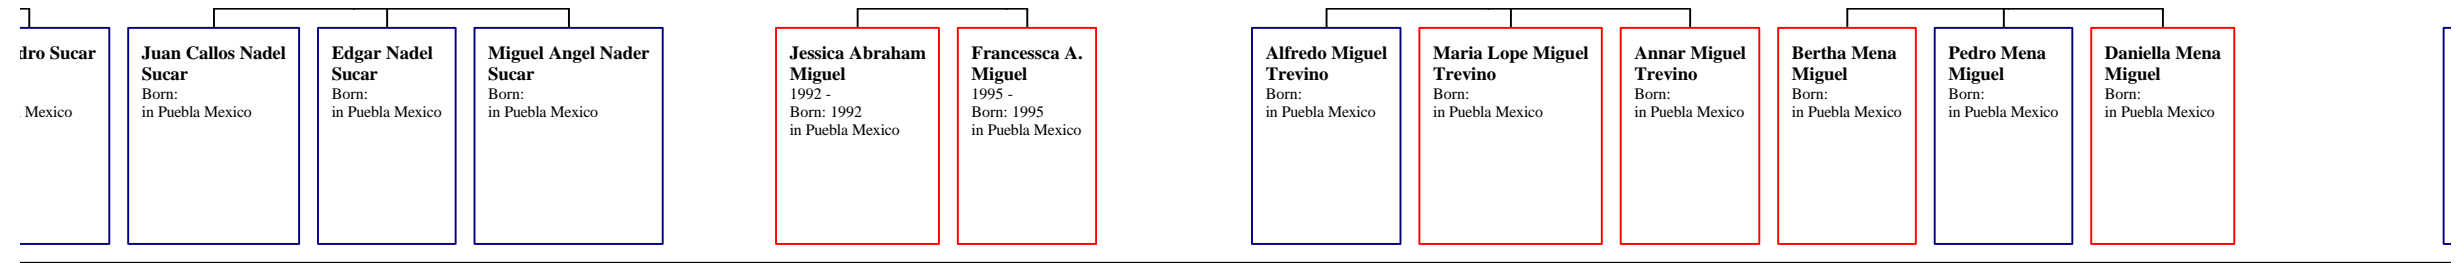 Sucar
Mexico
Juan Callos Nadel
Sucar
Born:
in Puebla Mexico
Edgar Nadel
Sucar
Born:
in Puebla Mexico
Miguel Angel Nader
Sucar
Born:
in Puebla Mexico
Jessica Abraham
Miguel
1992 -
Born: 1992
in Puebla Mexico
Francessca A.
Miguel
1995 -
Born: 1995
in Puebla Mexico
Alfredo Miguel
Trevino
Born:
in Puebla Mexico
Maria Lope Miguel
Trevino
Born:
in Puebla Mexico
Annar Miguel
Trevino
Born:
in Puebla Mexico
Bertha Mena
Miguel
Born:
in Puebla Mexico
Pedro Mena
Miguel
Born:
in Puebla Mexico
Daniella Mena
Miguel
Born:
in Puebla Mexico